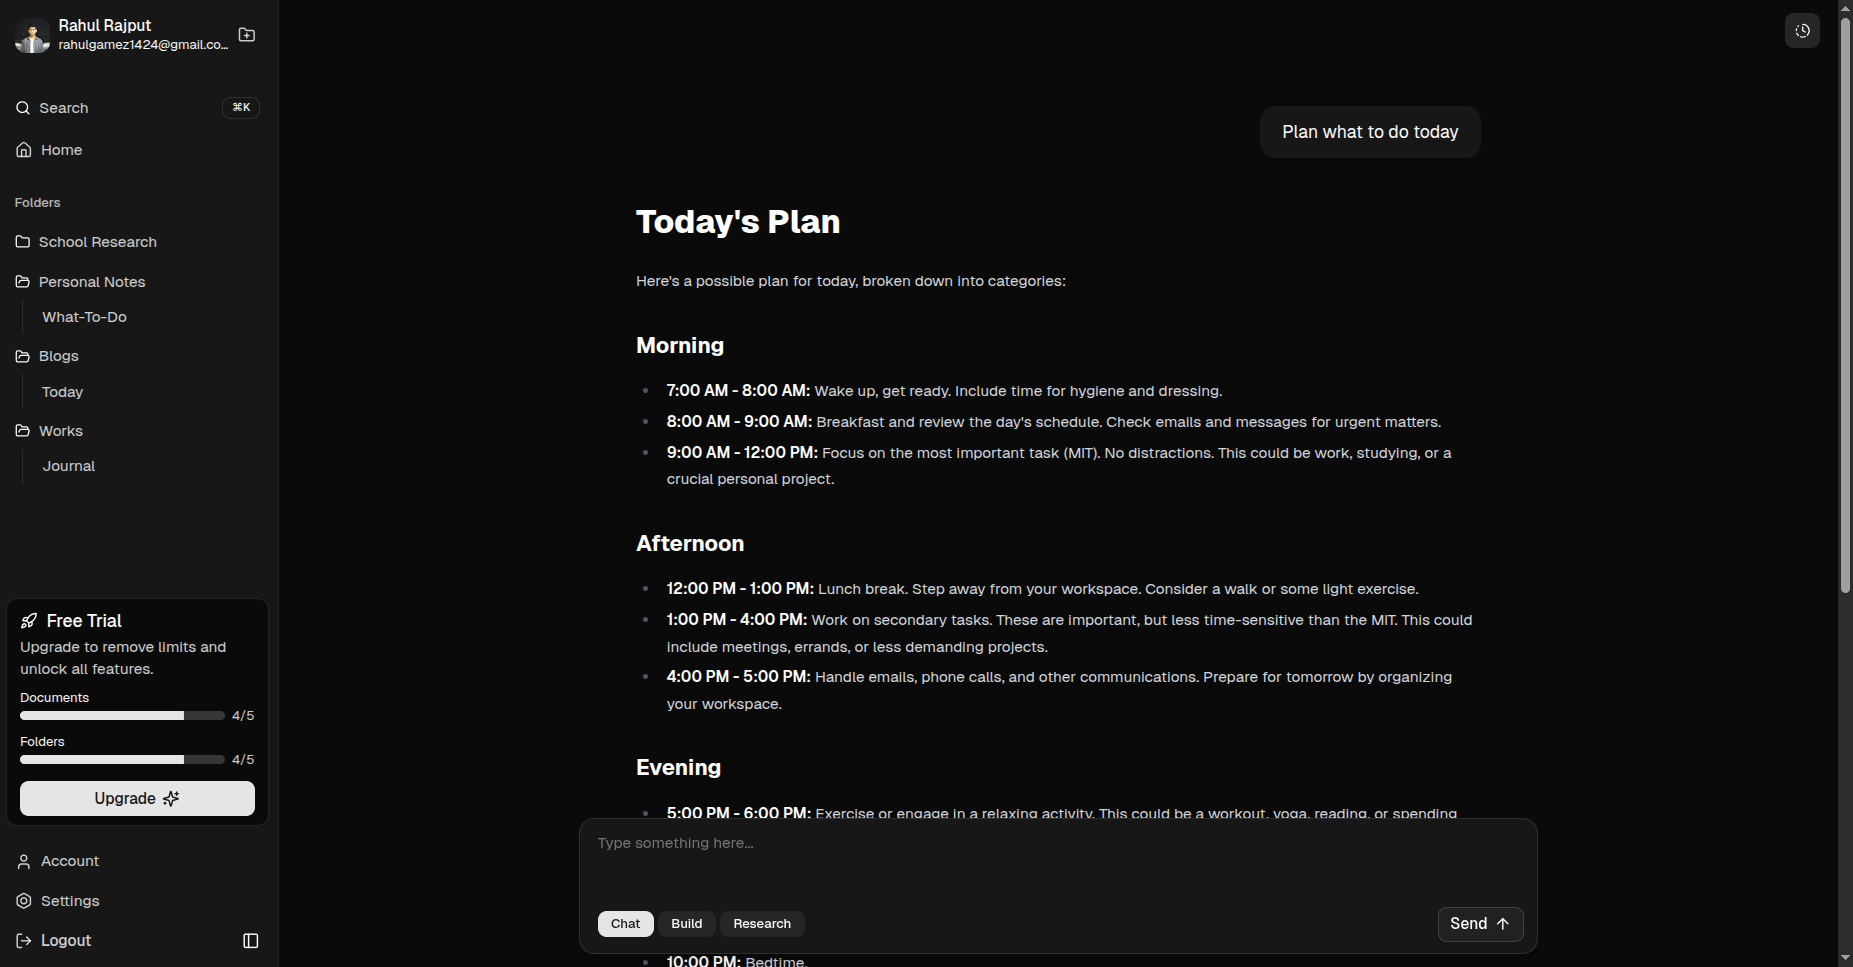 Rahul Rajput
rahulgamez1424@gmail.co...
Search
⌘K
Home
Folders
School Research
Personal Notes
What-To-Do
Blogs
Today
Works
Journal
Free Trial
Upgrade to remove limits and
unlock all features.
Documents
4/5
Folders
4/5
Upgrade
Account
Settings
Logout
Plan what to do today
Today's Plan
Here's a possible plan for today, broken down into categories:
Morning
7:00 AM - 8:00 AM: Wake up, get ready. Include time for hygiene and dressing.
8:00 AM - 9:00 AM: Breakfast and review the day's schedule. Check emails and messages for urgent matters.
9:00 AM - 12:00 PM: Focus on the most important task (MIT). No distractions. This could be work, studying, or a
crucial personal project.
Afternoon
12:00 PM - 1:00 PM: Lunch break. Step away from your workspace. Consider a walk or some light exercise.
1:00 PM - 4:00 PM: Work on secondary tasks. These are important, but less time-sensitive than the MIT. This could
include meetings, errands, or less demanding projects.
4:00 PM - 5:00 PM: Handle emails, phone calls, and other communications. Prepare for tomorrow by organizing
your workspace.
Evening
5:00 PM - 6:00 PM: Exercise or engage in a relaxing activity. This could be a workout, yoga, reading, or spending
Type something here...
Chat
Build
Research
Send
10:00 PM: Bedtime.